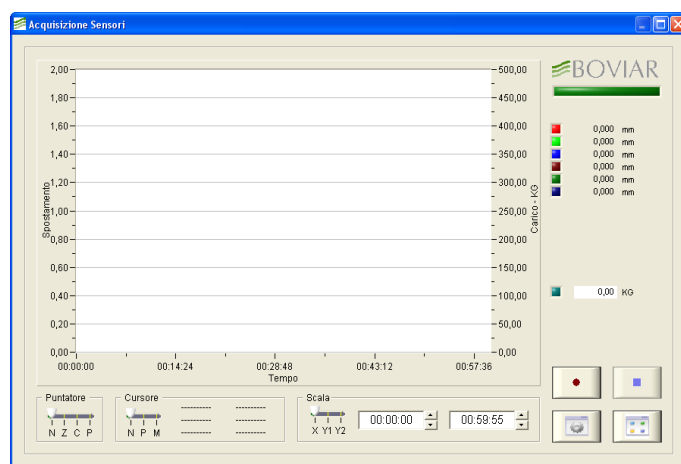 Acquisizione Sensori
BOVIAR
2,00
1,80
1,60
1,40
1,20
1,00
0,80
0,60
0,40
0,20
0,00
Spostamento
500,00
450,00
400,00
350,00
300,00
250,00
200,00
150,00
100,00
50,00
0,00
Carico - KG
00:00:00 00:14:24 00:28:48 00:43:12 00:57:36
Tempo
0,000 mm
0,000 mm
0,000 mm
0,000 mm
0,000 mm
0,000 mm
0,00 KG
Puntatore
N Z C P
Cursore
N P M
---------- ----------
---------- ----------
---------- ----------
Scala
X Y1 Y2
00:00:00
00:59:55